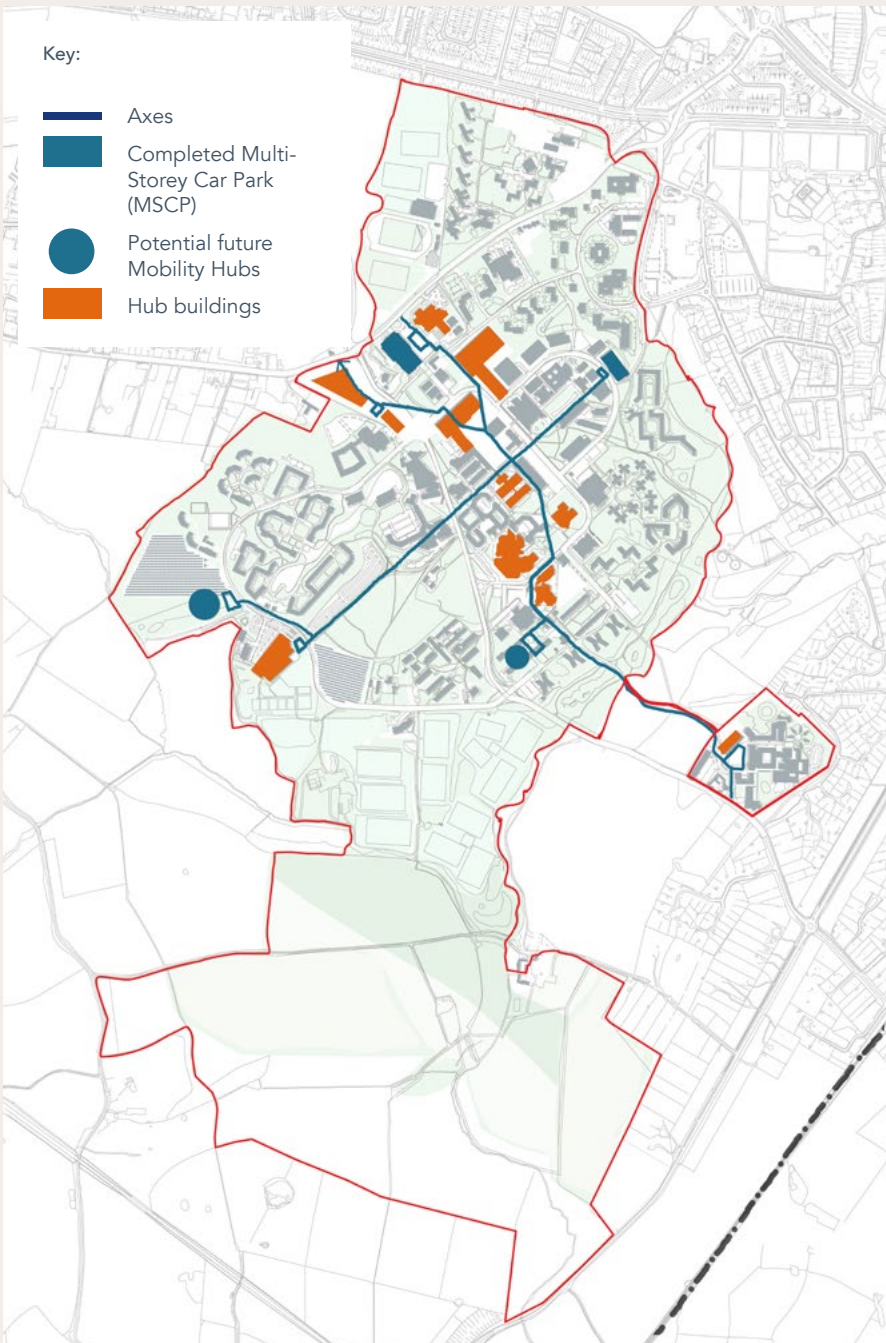 Key:
Axes
Completed Multi-
Storey Car Park
(MSCP)
Potential future
Mobility Hubs
Hub buildings